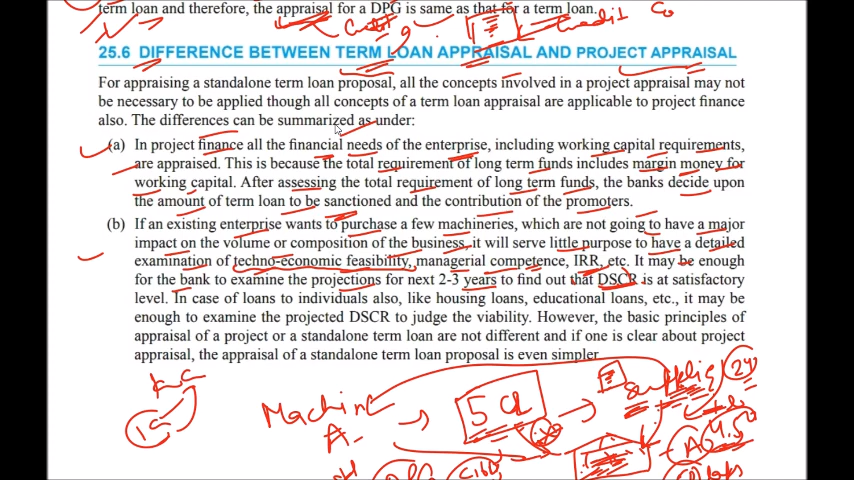 term loan and therefore, the appraisal for a DPG is same as that for a term loan.
Credit Co
25.6 DIFFERENCE BETWEEN TERM LOAN APPRAISAL AND PROJECT APPRAISAL
For appraising a standalone term loan proposal, all the concepts involved in a project appraisal may not
be necessary to be applied though all concepts of a term loan appraisal are applicable to project finance
also. The differences can be summarized as under:
(a) In project finance all the financial needs of the enterprise, including working capital requirements,
are appraised. This is because the total requirement of long term funds includes margin money for
working capital. After assessing the total requirement of long term funds, the banks decide upon
the amount of term loan to be sanctioned and the contribution of the promoters.
(b) If an existing enterprise wants to purchase a few machineries, which are not going to have a major
impact on the volume or composition of the business, it will serve little purpose to have a detailed
examination of techno-economic feasibility, managerial competence, IRR, etc. It may be enough
for the bank to examine the projections for next 2-3 years to find out that DSCR is at satisfactory
level. In case of loans to individuals also, like housing loans, educational loans, etc., it may be
enough to examine the projected DSCR to judge the viability. However, the basic principles of
appraisal of a project or a standalone term loan are not different and if one is clear about project
appraisal, the appraisal of a standalone term loan proposal is even simpler
Machine
5 Cr
A